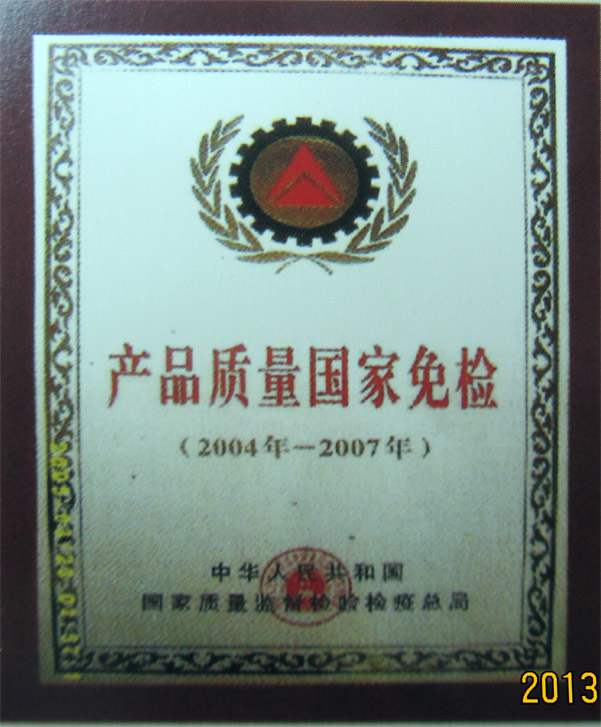 产品质量国家免检
(2004年－2007年)
中华人民共和国
国家质量监督检验检疫总局
2013